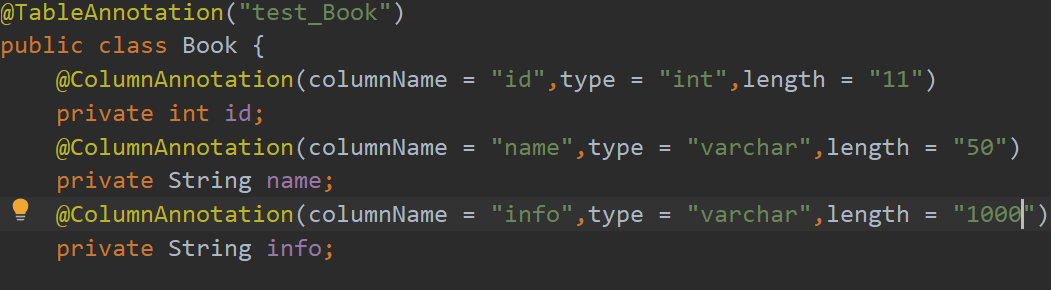 @TableAnnotation("test_Book")
public class Book {
    @ColumnAnnotation(columnName = "id",type = "int",length = "11")
    private int id;
    @ColumnAnnotation(columnName = "name",type = "varchar",length = "50")
    private String name;
    @ColumnAnnotation(columnName = "info",type = "varchar",length = "1000")
    private String info;